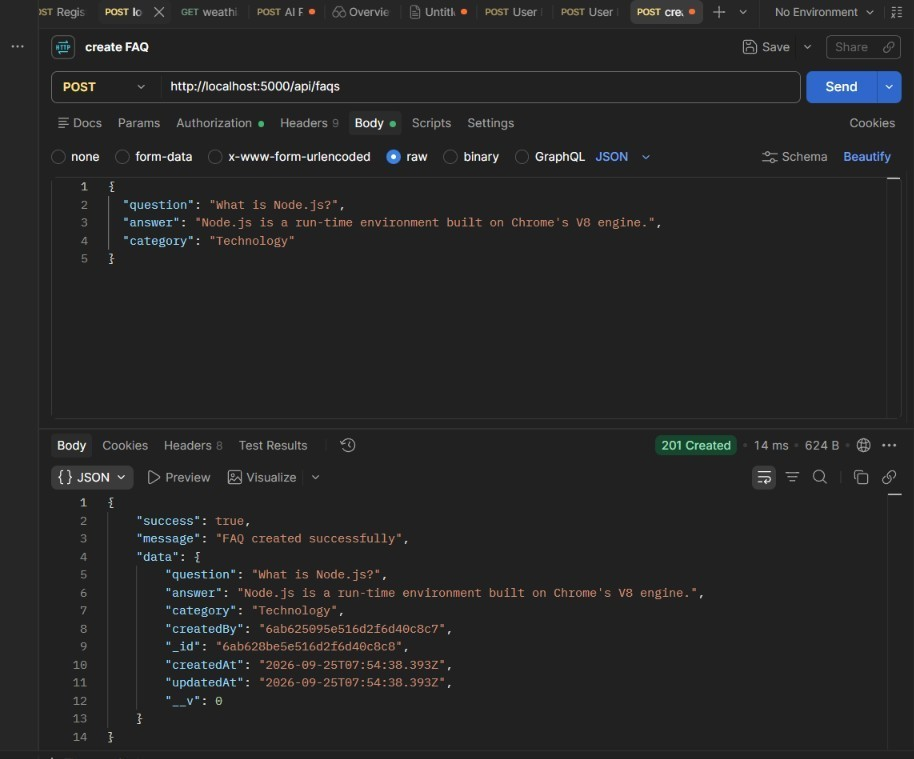 ST Regis POST lo GET weathi POST AI F Overvie Untitl POST User POST User POST cre. No Environment
HTTP create FAQ Save Share
POST http://localhost:5000/api/faqs Send
Docs Params Authorization Headers 9 Body Scripts Settings Cookies
none form-data x-www-form-urlencoded raw binary GraphQL JSON Schema Beautify
1 {
2 "question": "What is Node.js?",
3 "answer": "Node.js is a run-time environment built on Chrome's V8 engine.",
4 "category": "Technology"
5 }
Body Cookies Headers 8 Test Results 201 Created 14 ms 624 B
{} JSON Preview Visualize
1 {
2 "success": true,
3 "message": "FAQ created successfully",
4 "data": {
5 "question": "What is Node.js?",
6 "answer": "Node.js is a run-time environment built on Chrome's V8 engine.",
7 "category": "Technology",
8 "createdBy": "6ab625095e516d2f6d40c8c7",
9 "_id": "6ab628be5e516d2f6d40c8c8",
10 "createdAt": "2026-09-25T07:54:38.393Z",
11 "updatedAt": "2026-09-25T07:54:38.393Z",
12 "__v": 0
13 }
14 }